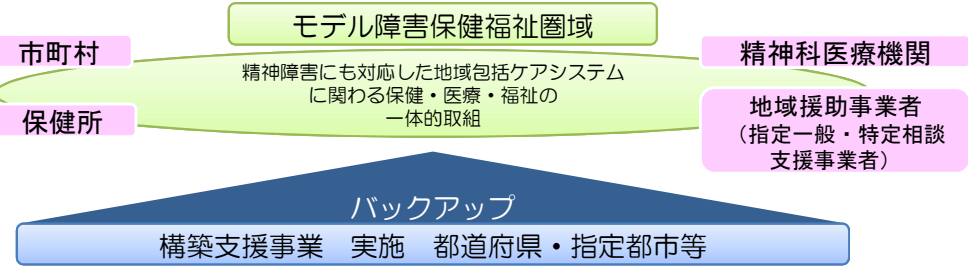 モデル障害保健福祉圏域
市町村
精神科医療機関
精神障害にも対応した地域包括ケアシステム
に関わる保健・医療・福祉の
一体的取組
保健所
地域援助事業者
（指定一般・特定相談
支援事業者）
バックアップ
構築支援事業　実施　都道府県・指定都市等